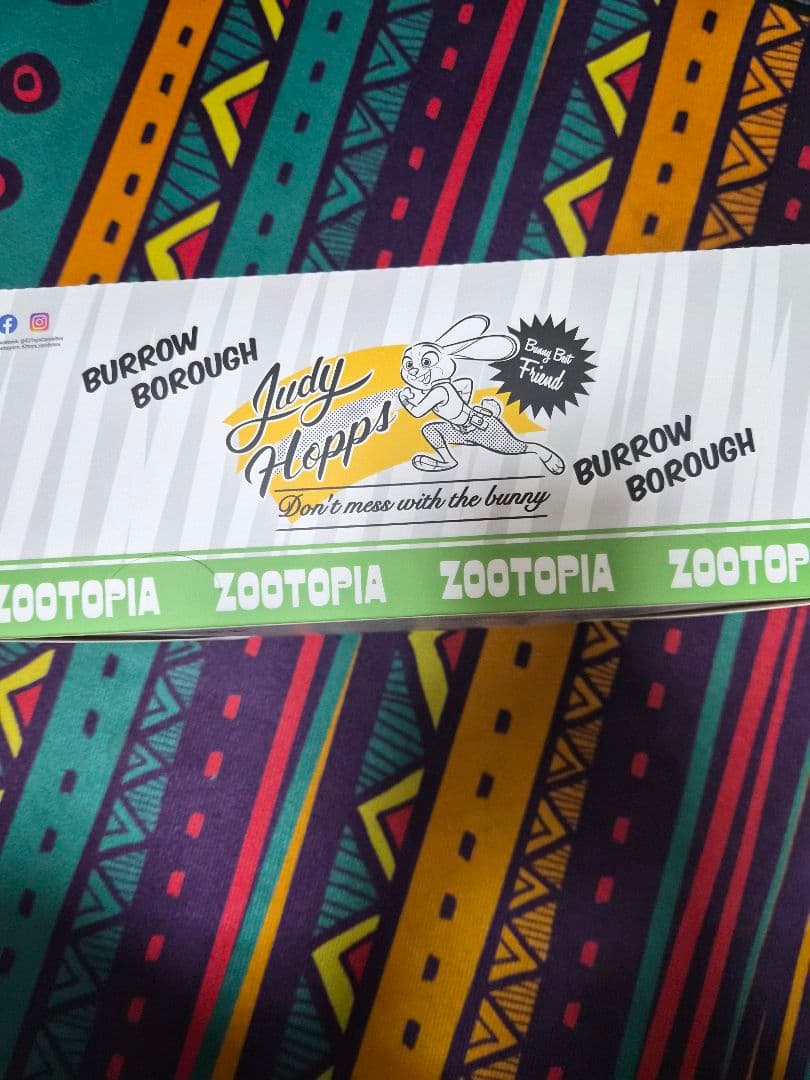 BURROW
BOROUGH
Judy
Hopps
Bunny Best
Friend
Don't mess with the bunny
BURROW
BOROUGH
ZOOTOPIA ZOOTOPIA ZOOTOPIA ZOOTOP